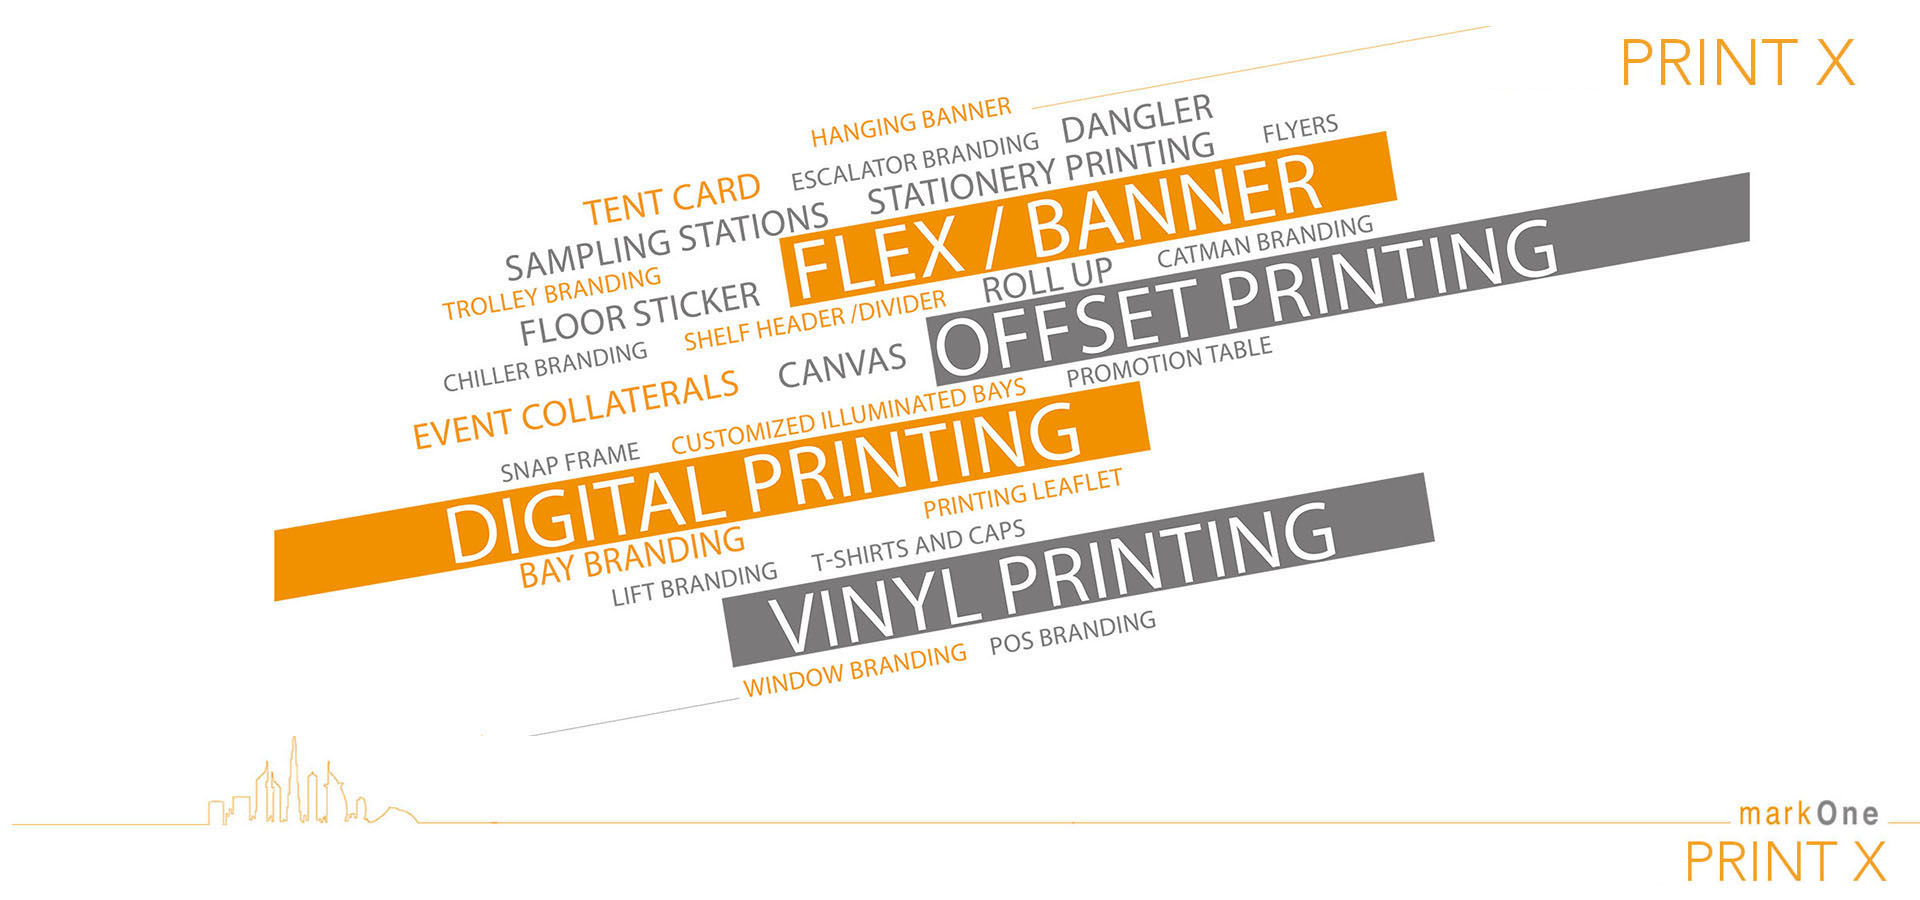 PRINT X
HANGING BANNER
DANGLER
FLYERS
ESCALATOR BRANDING
TENT CARD
STATIONERY PRINTING
SAMPLING STATIONS
FLEX / BANNER
TROLLEY BRANDING
CATMAN BRANDING
ROLL UP
FLOOR STICKER
SHELF HEADER /DIVIDER
OFFSET PRINTING
CHILLER BRANDING
CANVAS
PROMOTION TABLE
EVENT COLLATERALS
CUSTOMIZED ILLUMINATED BAYS
SNAP FRAME
DIGITAL PRINTING
PRINTING LEAFLET
BAY BRANDING
T-SHIRTS AND CAPS
LIFT BRANDING
VINYL PRINTING
POS BRANDING
WINDOW BRANDING
markOne
PRINT X